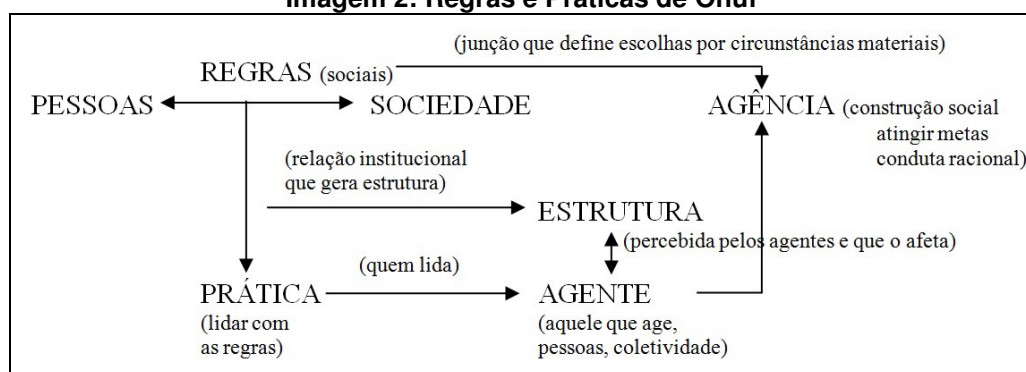 Imagem 2: Regras e Práticas de Onuf
(junção que define escolhas por circunstâncias materiais)
REGRAS (sociais)
PESSOAS SOCIEDADE AGÊNCIA (construção social
atingir metas
conduta racional)
(relação institucional
que gera estrutura)
ESTRUTURA
(percebida pelos agentes e que o afeta)
(quem lida)
PRÁTICA AGENTE
(lidar com
as regras)
(aquele que age,
pessoas, coletividade)